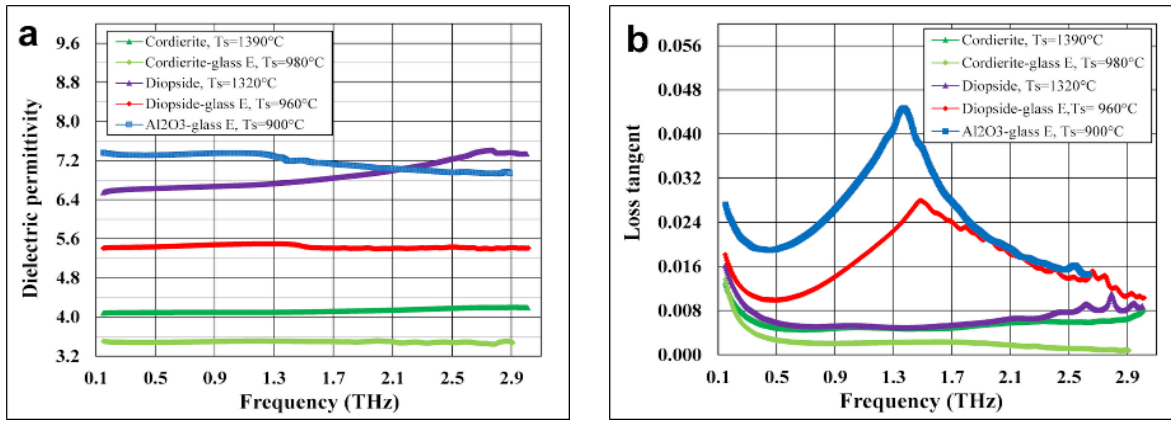 a
Dielectric permittivity
9.6
8.8
8.0
7.2
6.4
5.6
4.8
4.0
3.2
Cordierite, Ts=1390°C
Cordierite-glass E, Ts=980°C
Diopside, Ts=1320°C
Diopside-glass E, Ts=960°C
Al2O3-glass E, Ts=900°C
0.1 0.5 0.9 1.3 1.7 2.1 2.5 2.9
Frequency (THz)
b
Loss tangent
0.056
0.048
0.040
0.032
0.024
0.016
0.008
0.000
Cordierite, Ts=1390°C
Cordierite-glass E, Ts=980°C
Diopside, Ts=1320°C
Diopside-glass E,Ts= 960°C
Al2O3-glass E, Ts=900°C
0.1 0.5 0.9 1.3 1.7 2.1 2.5 2.9
Frequency (THz)